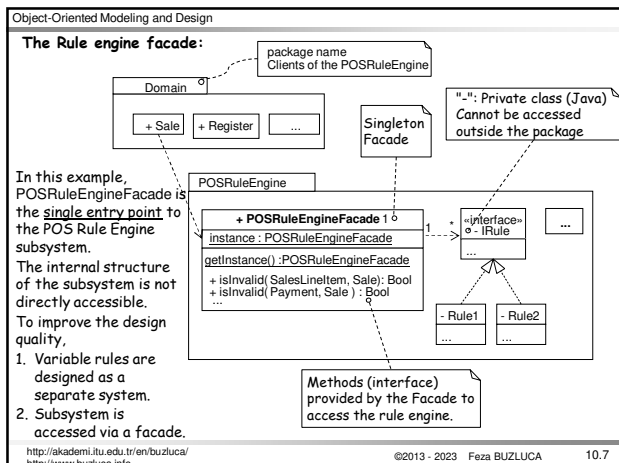 Object-Oriented Modeling and Design
The Rule engine facade:
package name
Clients of the POSRuleEngine
Domain
+ Sale
+ Register
...
Singleton
Facade
"-": Private class (Java)
Cannot be accessed
outside the package
In this example,
POSRuleEngineFacade is
the single entry point to
the POS Rule Engine
subsystem.
The internal structure
of the subsystem is not
directly accessible.
To improve the design
quality,
1. Variable rules are
designed as a
separate system.
2. Subsystem is
accessed via a facade.
POSRuleEngine
+ POSRuleEngineFacade 1
instance : POSRuleEngineFacade
getInstance() :POSRuleEngineFacade
+ isInvalid( SalesLineItem, Sale): Bool
+ isInvalid( Payment, Sale ) : Bool
...
1
*
«interface»
- IRule
...
...
- Rule1
...
- Rule2
...
Methods (interface)
provided by the Facade to
access the rule engine.
http://akademi.itu.edu.tr/en/buzluca/
http://www.buzluca.info
©2013 - 2023 Feza BUZLUCA
10.7